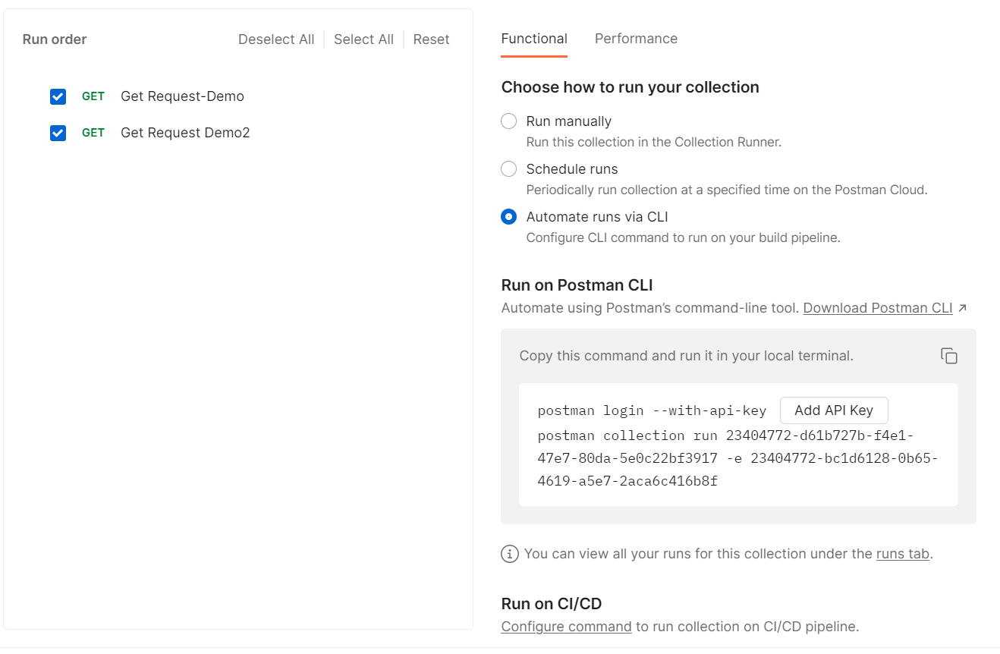 Run order
Deselect All
Select All
Reset
GET Get Request-Demo
GET Get Request Demo2
Functional
Performance
Choose how to run your collection
Run manually
Run this collection in the Collection Runner.
Schedule runs
Periodically run collection at a specified time on the Postman Cloud.
Automate runs via CLI
Configure CLI command to run on your build pipeline.
Run on Postman CLI
Automate using Postman’s command-line tool. Download Postman CLI ↗
Copy this command and run it in your local terminal.
postman login --with-api-key Add API Key
postman collection run 23404772-d61b727b-f4e1-
47e7-80da-5e0c22bf3917 -e 23404772-bc1d6128-0b65-
4619-a5e7-2aca6c416b8f
You can view all your runs for this collection under the runs tab.
Run on CI/CD
Configure command to run collection on CI/CD pipeline.